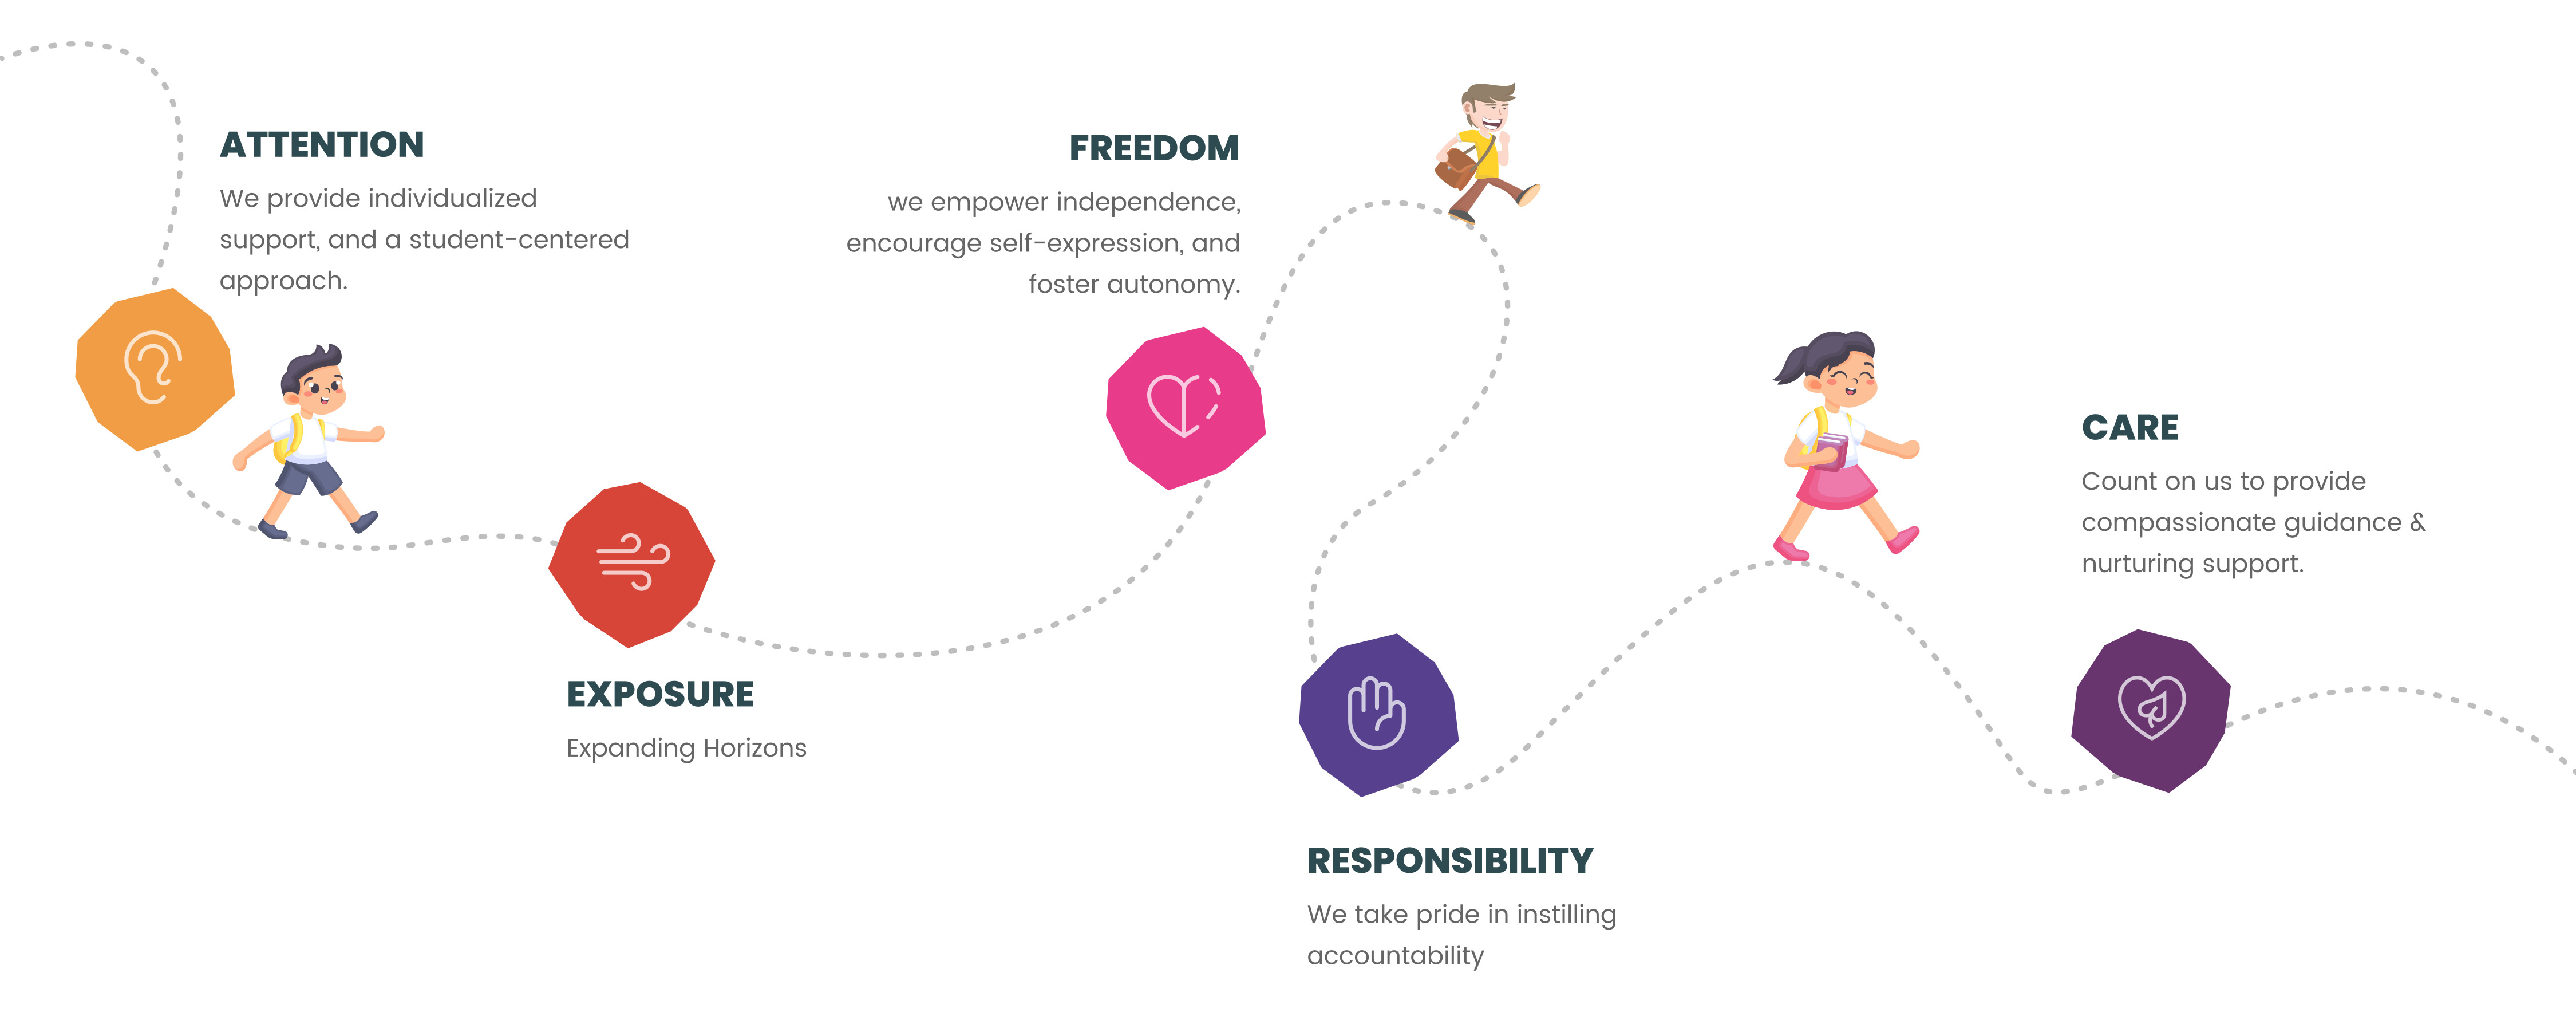 ATTENTION
We provide individualized
support, and a student-centered
approach.
EXPOSURE
Expanding Horizons
FREEDOM
we empower independence,
encourage self-expression, and
foster autonomy.
RESPONSIBILITY
We take pride in instilling
accountability
CARE
Count on us to provide
compassionate guidance &
nurturing support.